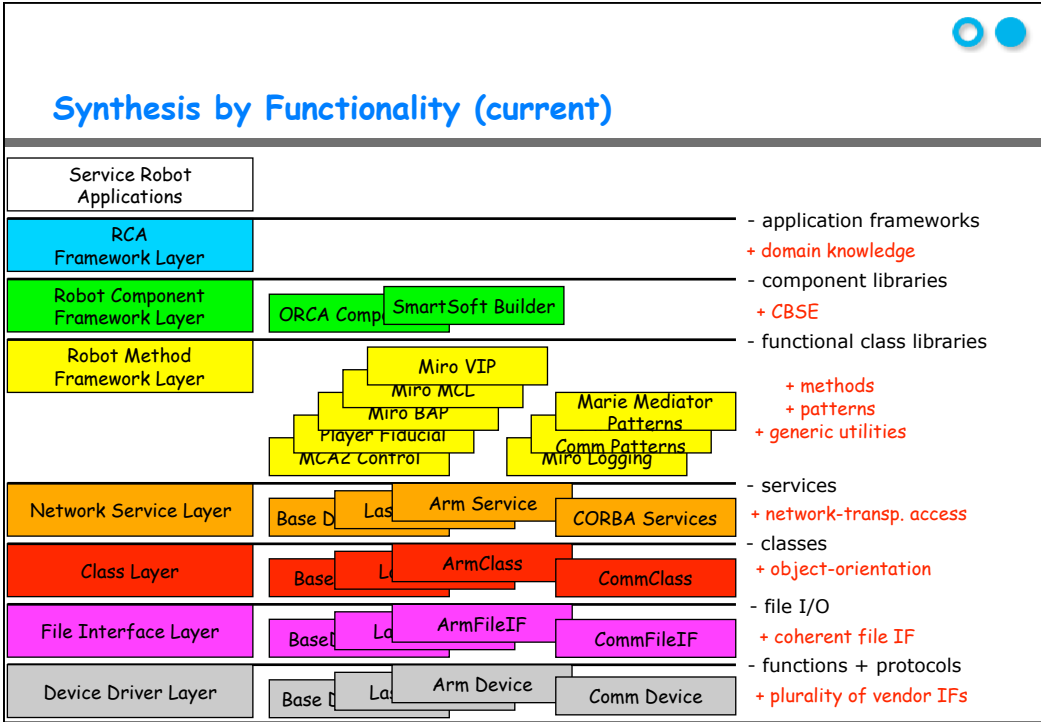 Synthesis by Functionality (current)
Service Robot
Applications
- application frameworks
RCA
Framework Layer
+ domain knowledge
- component libraries
Robot Component
Framework Layer
ORCA Comp
SmartSoft Builder
+ CBSE
- functional class libraries
Robot Method
Framework Layer
Miro VIP
Miro MCL
Miro BAP
Player Fiducial
MCA2 Control
Marie Mediator
Patterns
Comm Patterns
Miro Logging
+ methods
+ patterns
+ generic utilities
- services
Network Service Layer
Base D
Las
Arm Service
CORBA Services
+ network-transp. access
- classes
Class Layer
Base
La
ArmClass
CommClass
+ object-orientation
- file I/O
File Interface Layer
BaseD
La
ArmFileIF
CommFileIF
+ coherent file IF
- functions + protocols
Device Driver Layer
Base D
Las
Arm Device
Comm Device
+ plurality of vendor IFs